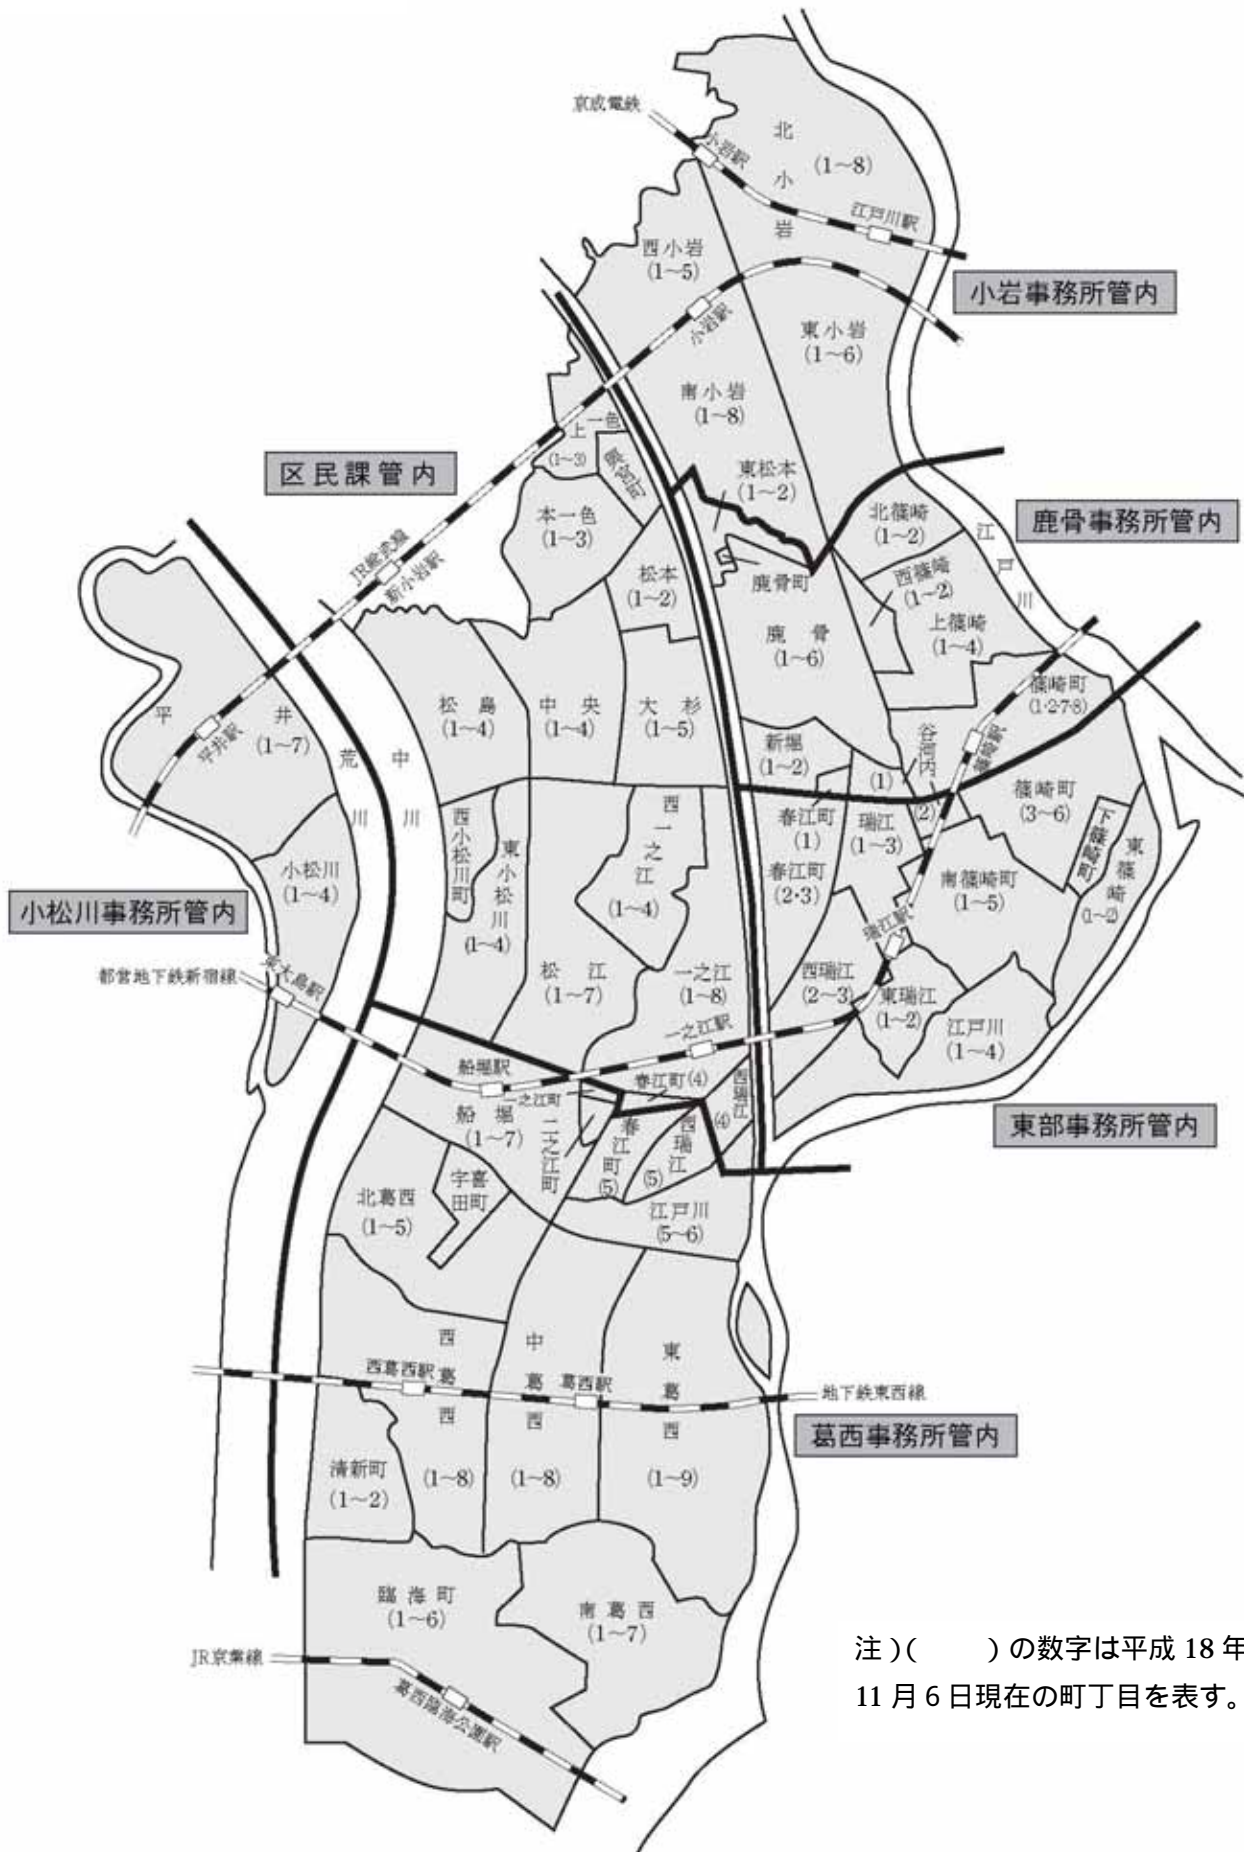 京成電鉄
小岩駅
北小岩
(1~8)
江戸川駅
西小岩
(1~5)
小岩駅
小岩事務所管内
東小岩
(1~6)
南小岩
(1~8)
上一色
(1~3)
興宮町
区民課管内
東松本
(1~2)
本一色
(1~3)
北篠崎
(1~2)
鹿骨事務所管内
江戸川
JR総武線
新小岩駅
松本
(1~2)
鹿骨町
西篠崎
(1~2)
鹿骨
(1~6)
上篠崎
(1~4)
平井
(1~7)
平井駅
荒川
中川
松島
(1~4)
中央
(1~4)
大杉
(1~5)
新堀
(1~2)
谷河内
(1)
(2)
篠崎町
(1·2·7·8)
篠崎駅
篠崎町
(3~6)
下篠崎町
東篠崎
(1~2)
西小松川町
東小松川
(1~4)
西一之江
(1~4)
春江町
(1)
瑞江
(1~3)
春江町
(2·3)
南篠崎町
(1~5)
小松川
(1~4)
小松川事務所管内
都営地下鉄新宿線
東大島駅
松江
(1~7)
一之江
(1~8)
瑞江駅
西瑞江
(2~3)
東瑞江
(1~2)
江戸川
(1~4)
一之江駅
船堀駅
船堀
(1~7)
一之江町
二之江町
春江町(4)
西瑞江
(4)
春江町
(5)
西瑞江
(5)
東部事務所管内
北葛西
(1~5)
宇喜田町
江戸川
(5~6)
西葛西
(1~8)
中葛西
(1~8)
東葛西
(1~9)
西葛西駅
葛西駅
地下鉄東西線
葛西事務所管内
清新町
(1~2)
臨海町
(1~6)
南葛西
(1~7)
JR京葉線
葛西臨海公園駅
注)( )の数字は平成 18 年
11 月 6 日現在の町丁目を表す。